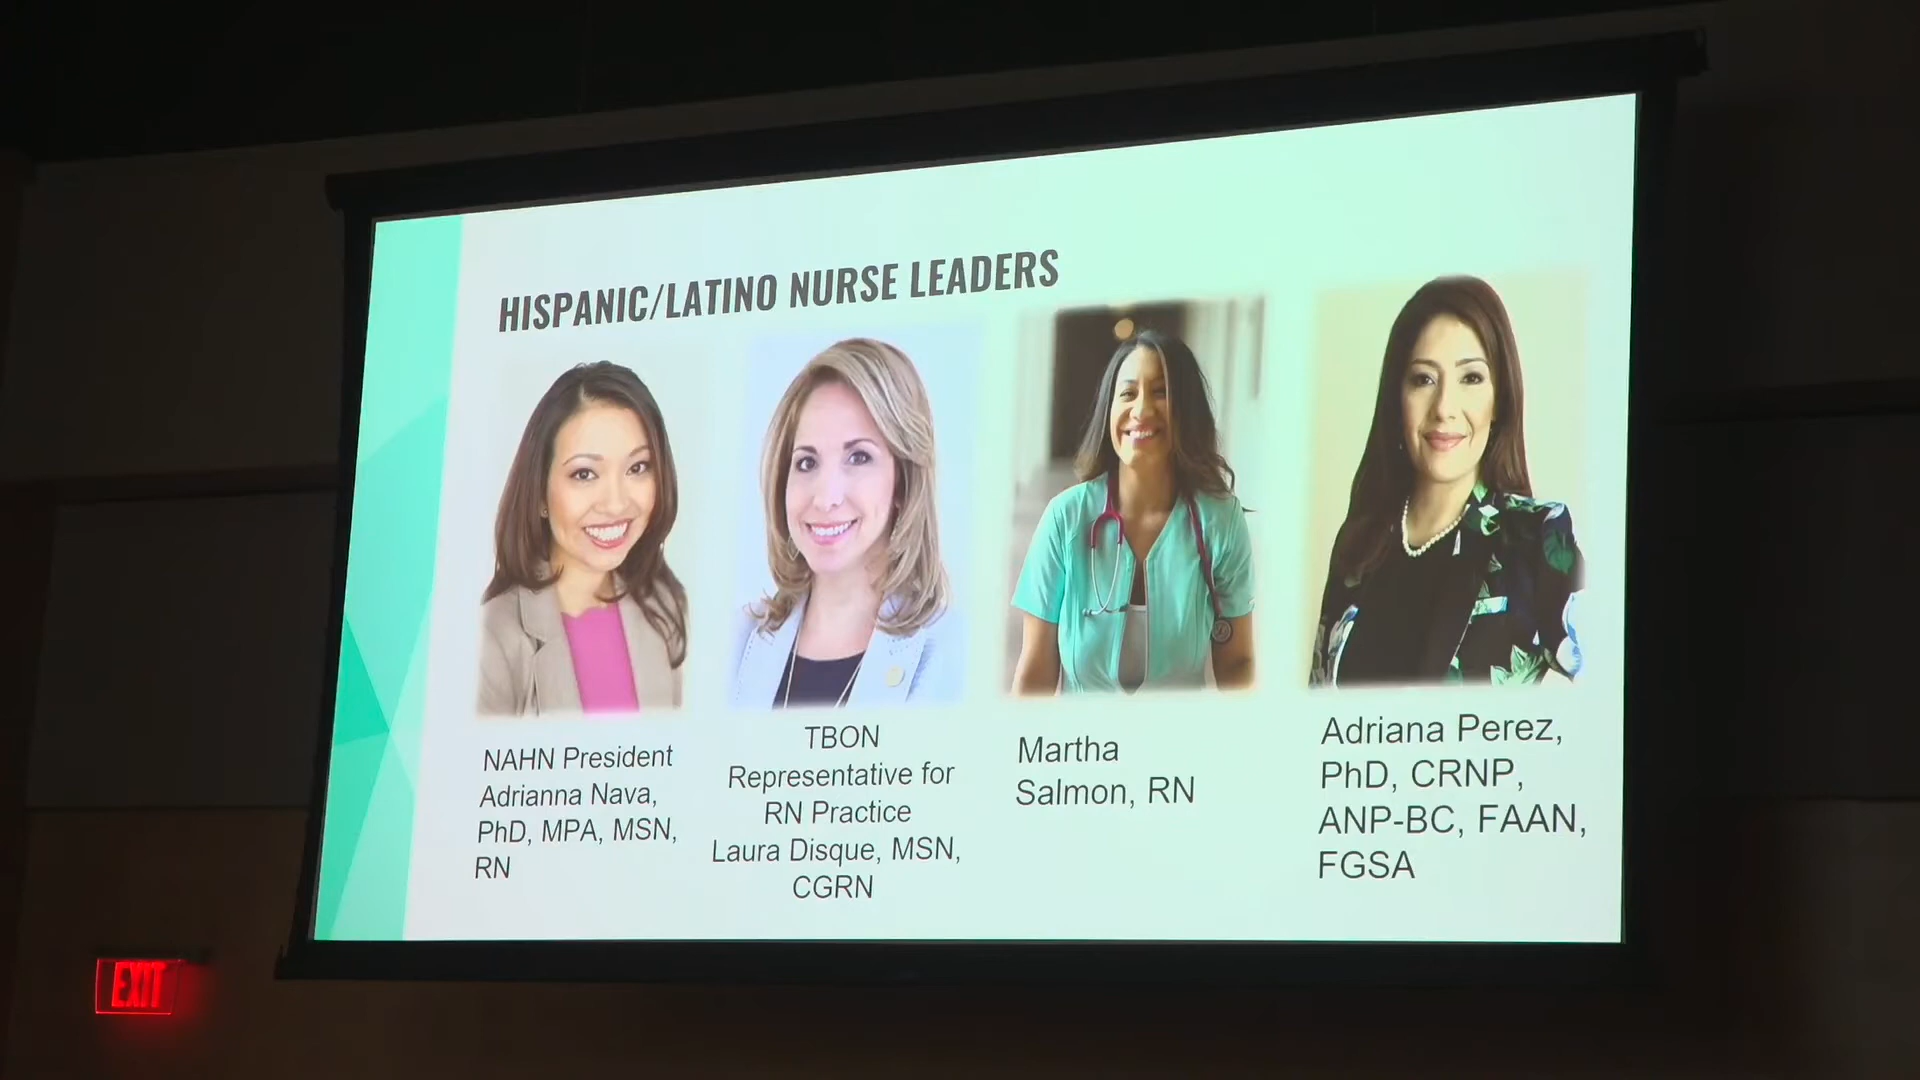 HISPANIC/LATINO NURSE LEADERS
NAHN President
Adrianna Nava,
PhD, MPA, MSN,
RN
TBON
Representative for
RN Practice
Laura Disque, MSN,
CGRN
Martha
Salmon, RN
Adriana Perez,
PhD, CRNP,
ANP-BC, FAAN,
FGSA
EXIT